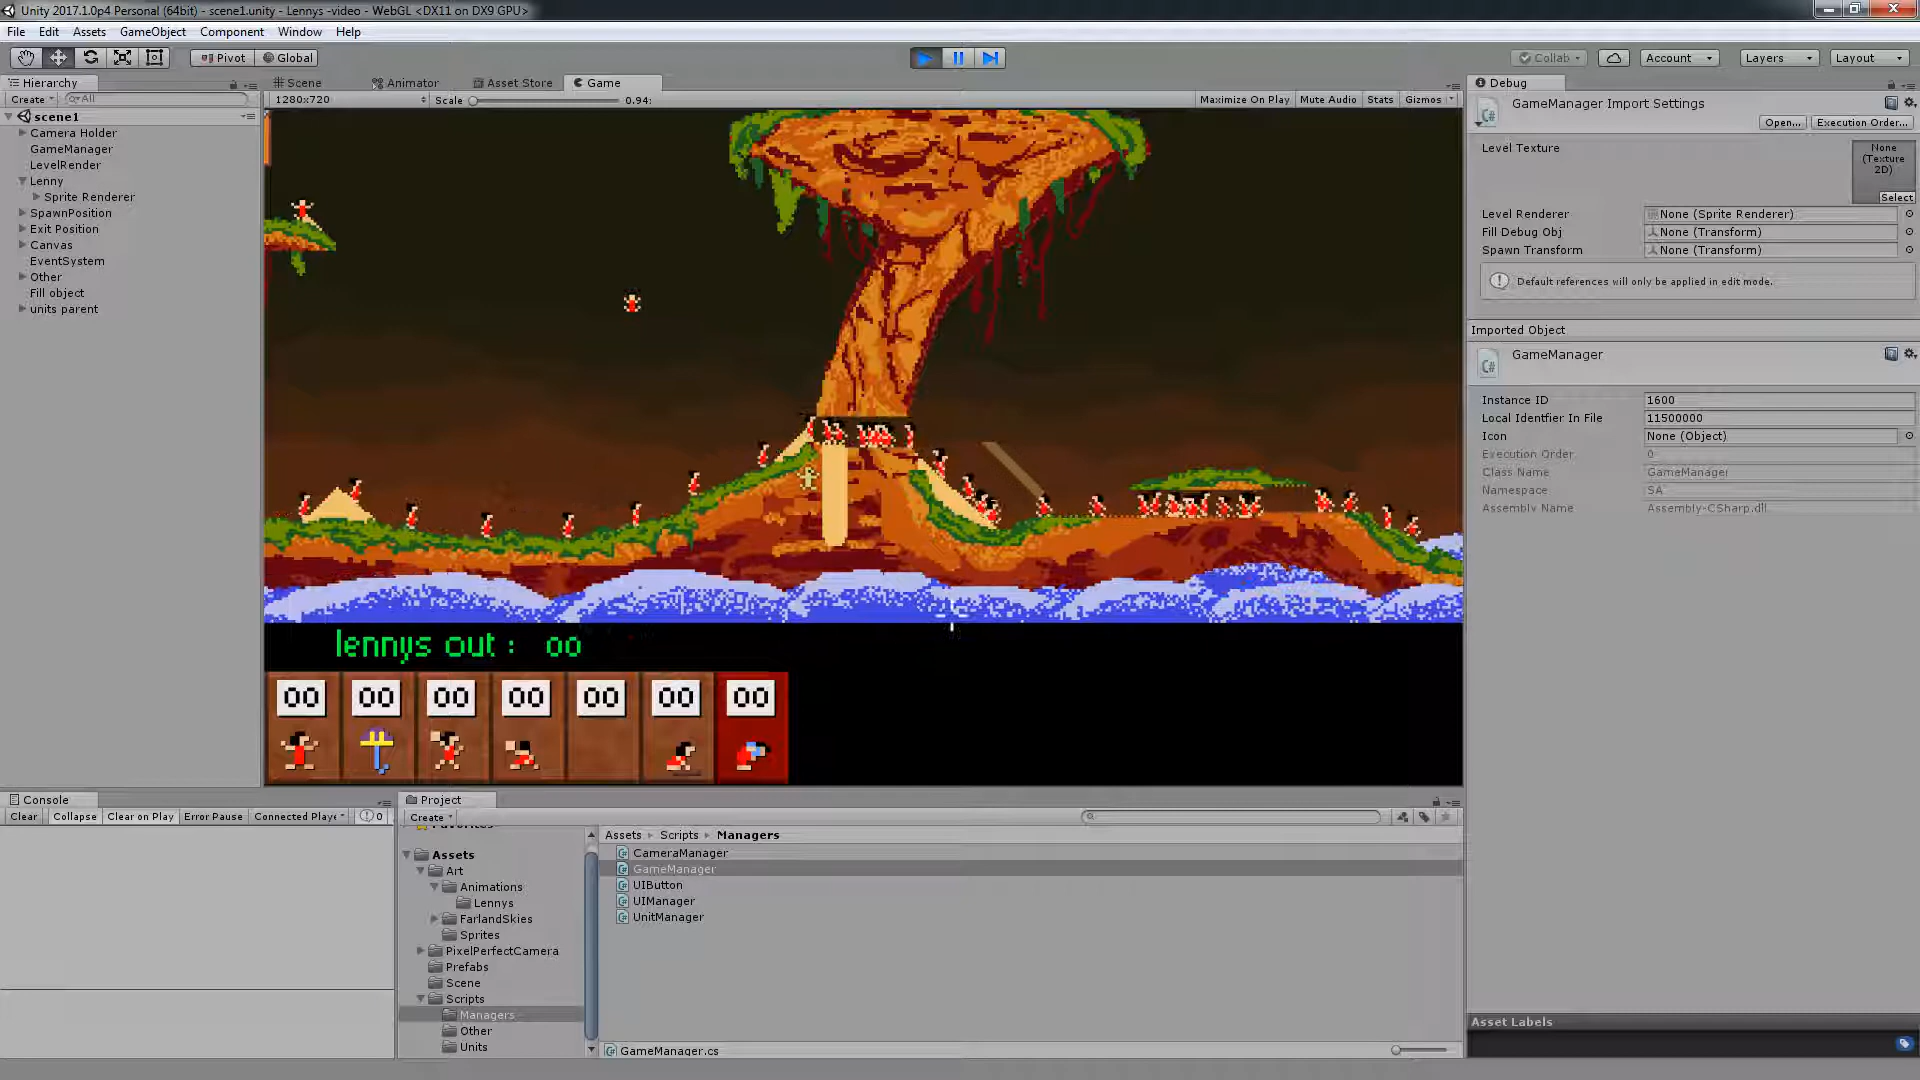 Unity 2017.1.0p4 Personal (64bit) - scene1.unity - Lennys -video - WebGL <DX11 on DX9 GPU>
File Edit Assets GameObject Component Window Help
Pivot Global Collab Account Layers Layout
Hierarchy
Create All
scene1
Camera Holder
GameManager
LevelRender
Lenny
Sprite Renderer
SpawnPosition
Exit Position
Canvas
EventSystem
Other
Fill object
units parent
Scene Animator Asset Store Game
1280x720 Scale 0.94: Maximize On Play Mute Audio Stats Gizmos
lennys out : 00
00 00 00 00 00 00 00
Debug
GameManager Import Settings
Open... Execution Order...
Level Texture
None
(Texture
2D)
Select
Level Renderer None (Sprite Renderer)
Fill Debug Obj None (Transform)
Spawn Transform None (Transform)
Default references will only be applied in edit mode.
Imported Object
GameManager
Instance ID 1600
Local Identfier In File 11500000
Icon None (Object)
Execution Order 0
Class Name GameManager
Namespace SA
Assembly Name Assembly-CSharp.dll
Asset Labels
Console
Clear Collapse Clear on Play Error Pause Connected Playe 0
Project
Create
Favorites
Assets
Art
Animations
Lennys
FarlandSkies
Sprites
PixelPerfectCamera
Prefabs
Scene
Scripts
Managers
Other
Units
Assets Scripts Managers
CameraManager
GameManager
UIButton
UIManager
UnitManager
GameManager.cs